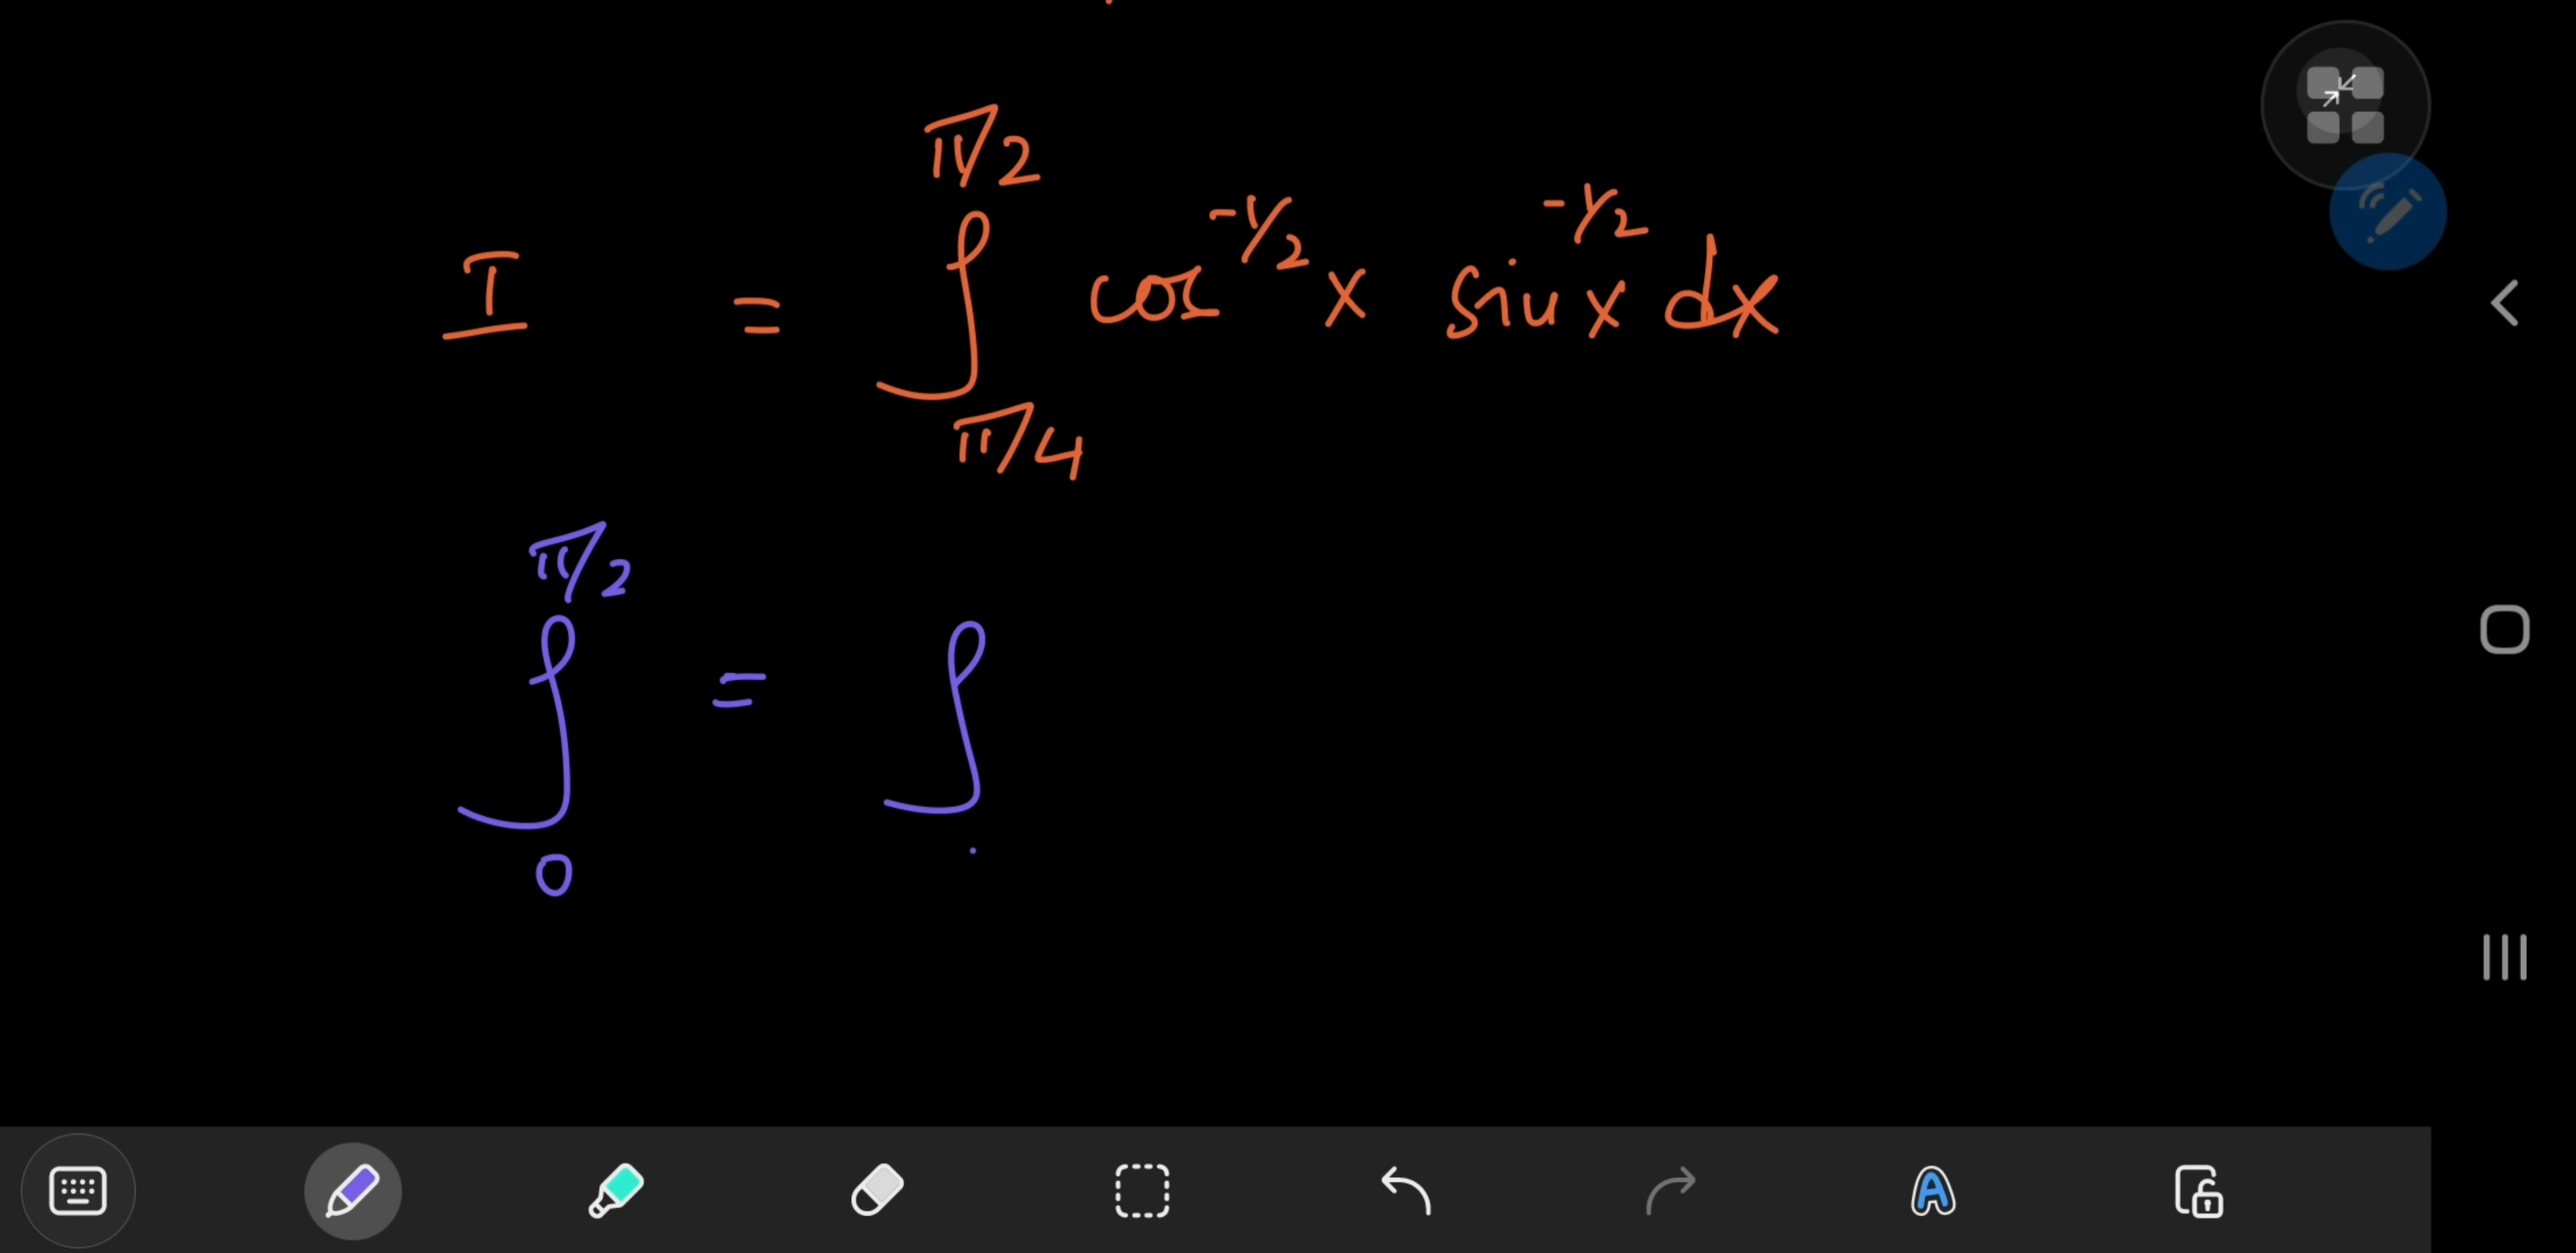 I = ∫_{π/4}^{π/2} cos^{-1/2} x sin^{-1/2} x dx
∫_{0}^{π/2} = ∫
A